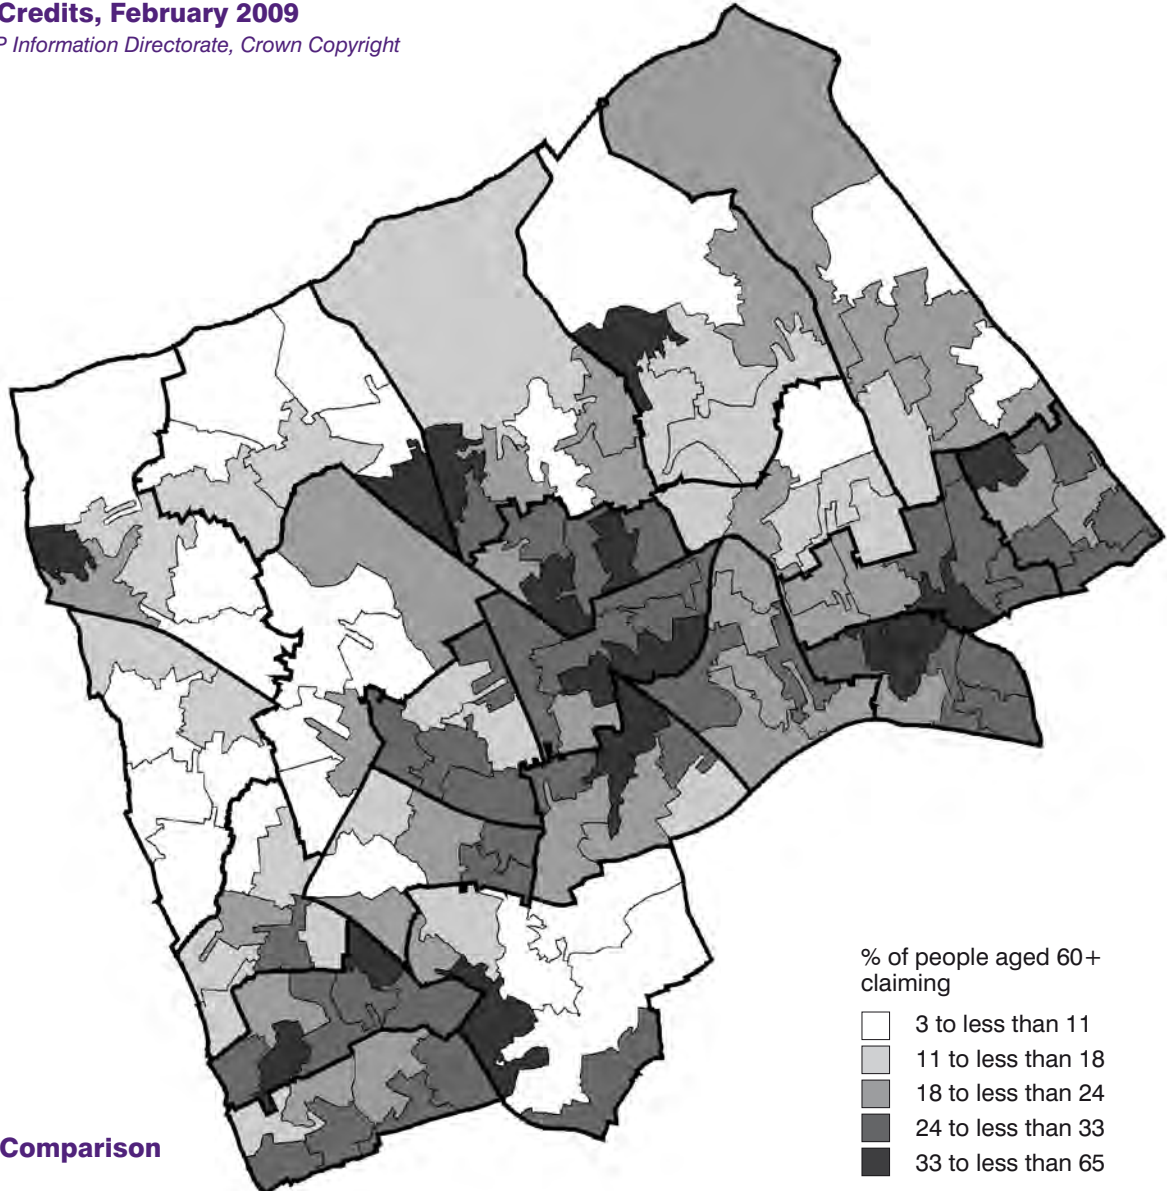 Credits, February 2009
P Information Directorate, Crown Copyright
% of people aged 60+
claiming
3 to less than 11
11 to less than 18
18 to less than 24
24 to less than 33
33 to less than 65
Comparison